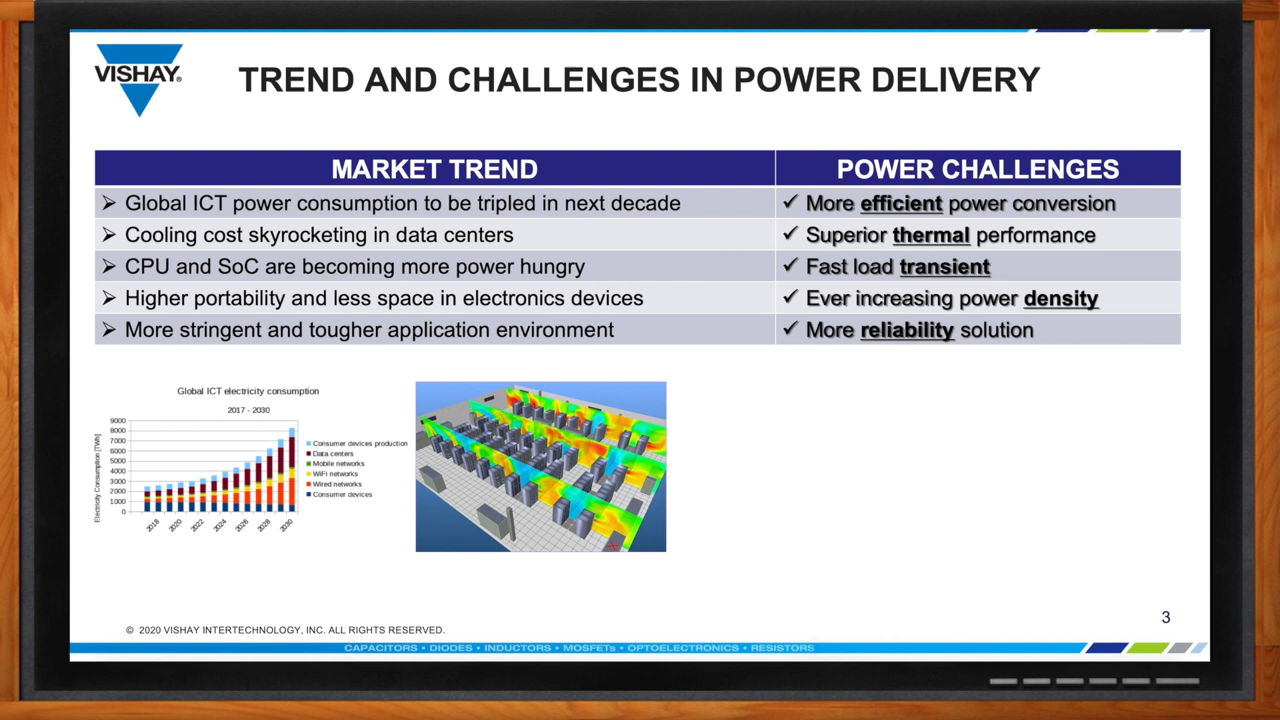 VISHAY®
TREND AND CHALLENGES IN POWER DELIVERY
MARKET TREND
POWER CHALLENGES
Global ICT power consumption to be tripled in next decade
More efficient power conversion
Cooling cost skyrocketing in data centers
Superior thermal performance
CPU and SoC are becoming more power hungry
Fast load transient
Higher portability and less space in electronics devices
Ever increasing power density
More stringent and tougher application environment
More reliability solution
Global ICT electricity consumption
2017 - 2030
Electricity Consumption [TWh]
9000
8000
7000
6000
5000
4000
3000
2000
1000
0
2018
2020
2022
2024
2026
2028
2030
Consumer devices production
Data centers
Mobile networks
WiFi networks
Wired networks
Consumer devices
3
© 2020 VISHAY INTERTECHNOLOGY, INC. ALL RIGHTS RESERVED.
CAPACITORS • DIODES • INDUCTORS • MOSFETs • OPTOELECTRONICS • RESISTORS